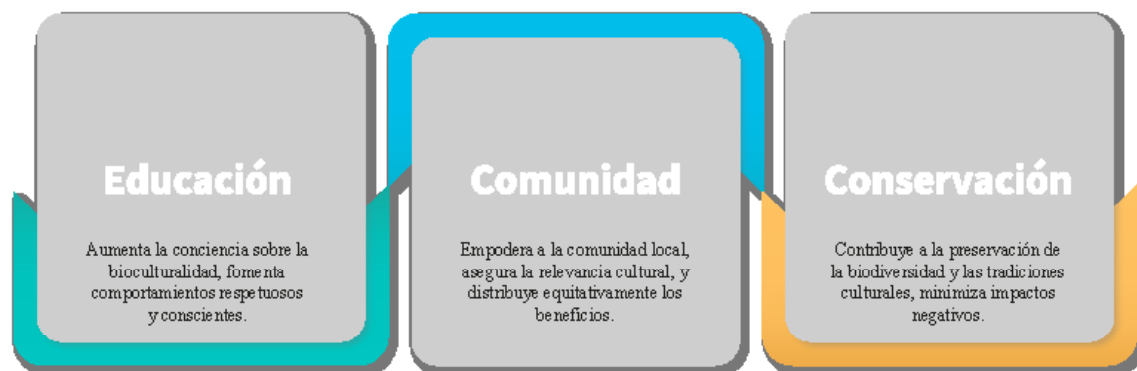 Educación
Aumenta la conciencia sobre la
bioculturalidad, fomenta
comportamientos respetuosos
y conscientes.
Comunidad
Empodera a la comunidad local,
asegura la relevancia cultural, y
distribuye equitativamente los
beneficios.
Conservación
Contribuye a la preservación de
la biodiversidad y las tradiciones
culturales, minimiza impactos
negativos.